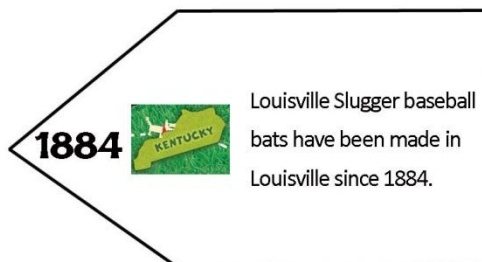 1884
KENTUCKY
Louisville Slugger baseball
bats have been made in
Louisville since 1884.